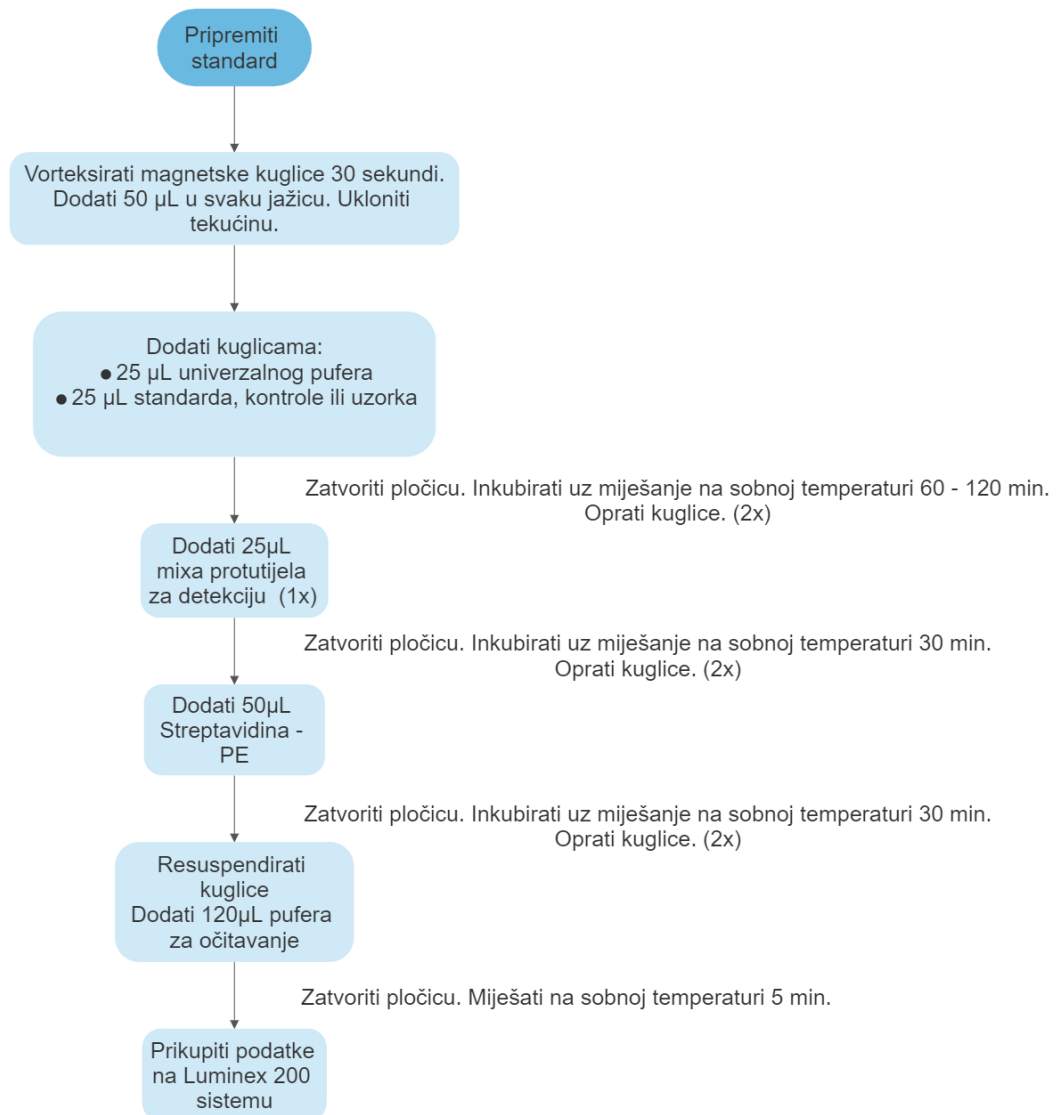 Pripremiti
standard
Vorteksirati magnetske kuglice 30 sekundi.
Dodati 50 µL u svaku jažicu. Ukloniti
tekućinu.
Dodati kuglicama:
● 25 µL univerzalnog pufera
● 25 µL standarda, kontrole ili uzorka
Zatvoriti pločicu. Inkubirati uz miješanje na sobnoj temperaturi 60 - 120 min.
Oprati kuglice. (2x)
Dodati 25µL
mixa protutijela
za detekciju (1x)
Zatvoriti pločicu. Inkubirati uz miješanje na sobnoj temperaturi 30 min.
Oprati kuglice. (2x)
Dodati 50µL
Streptavidina -
PE
Zatvoriti pločicu. Inkubirati uz miješanje na sobnoj temperaturi 30 min.
Oprati kuglice. (2x)
Resuspendirati
kuglice
Dodati 120µL pufera
za očitavanje
Zatvoriti pločicu. Miješati na sobnoj temperaturi 5 min.
Prikupiti podatke
na Luminex 200
sistemu